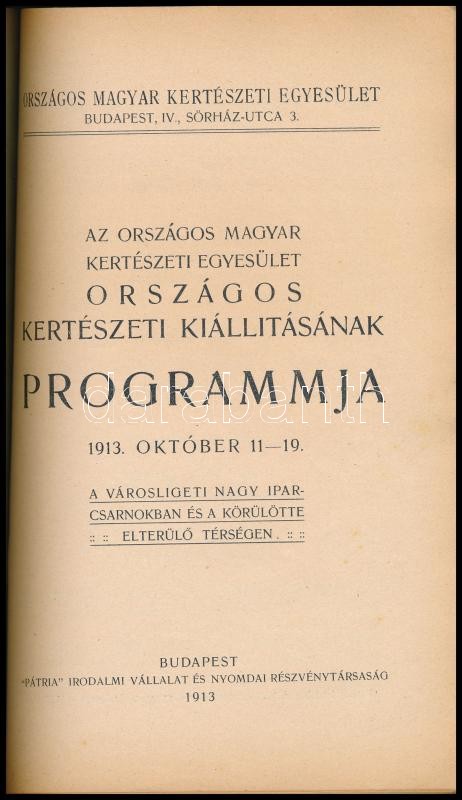 ORSZÁGOS MAGYAR KERTÉSZETI EGYESÜLET
BUDAPEST, IV., SÖRHÁZ-UTCA 3.
AZ ORSZÁGOS MAGYAR
KERTÉSZETI EGYESÜLET
ORSZÁGOS
KERTÉSZETI KIÁLLITÁSÁNAK
PROGRAMMJA
darabanth
1913. OKTÓBER 11—19.
A VÁROSLIGETI NAGY IPAR-
CSARNOKBAN ÉS A KÖRÜLÖTTE
:: :: ELTERÜLŐ TÉRSÉGEN. :: ::
BUDAPEST
"PÁTRIA" IRODALMI VÁLLALAT ÉS NYOMDAI RÉSZVÉNYTÁRSASÁG
1913